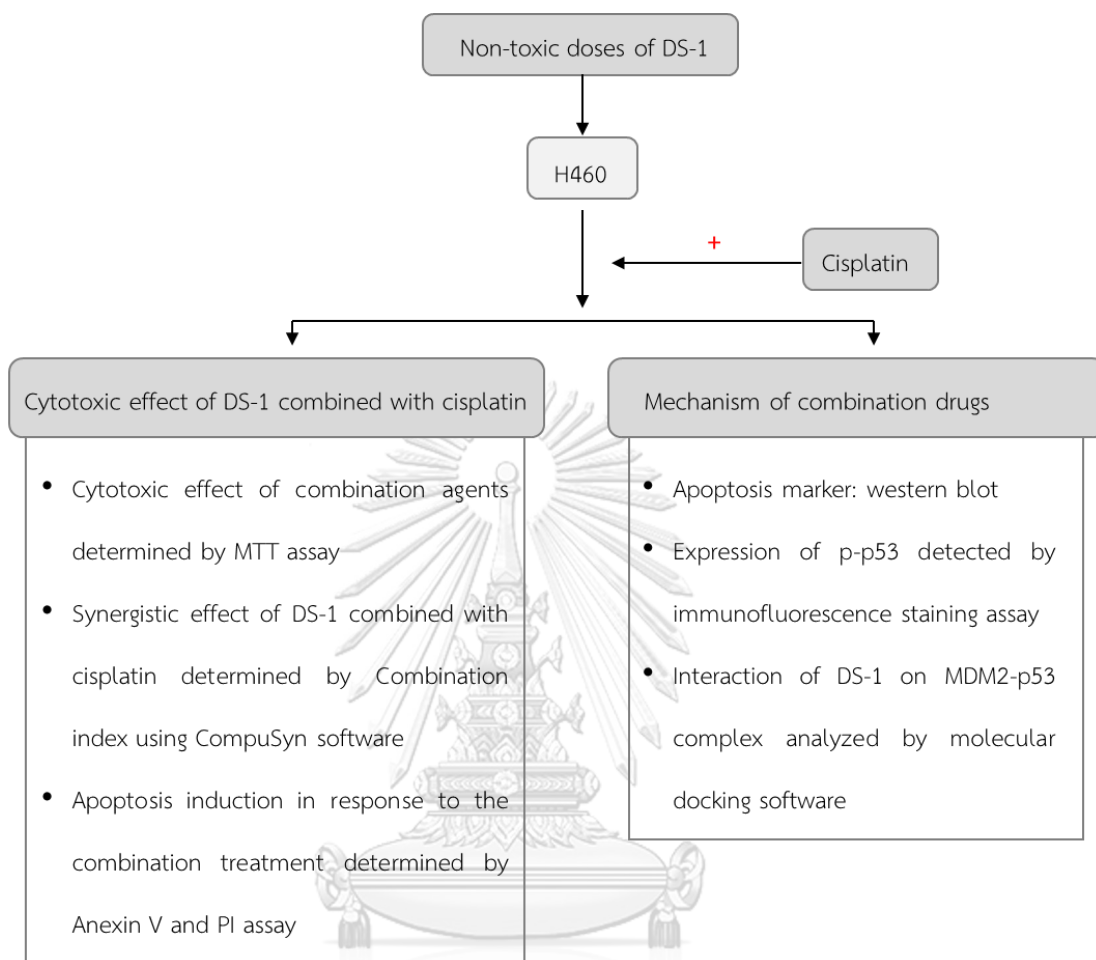 Non-toxic doses of DS-1
H460
+
Cisplatin
Cytotoxic effect of DS-1 combined with cisplatin
• Cytotoxic effect of combination agents
determined by MTT assay
• Synergistic effect of DS-1 combined with
cisplatin determined by Combination
index using CompuSyn software
• Apoptosis induction in response to the
combination treatment determined by
Anexin V and PI assay
Mechanism of combination drugs
• Apoptosis marker: western blot
• Expression of p-p53 detected by
immunofluorescence staining assay
• Interaction of DS-1 on MDM2-p53
complex analyzed by molecular
docking software